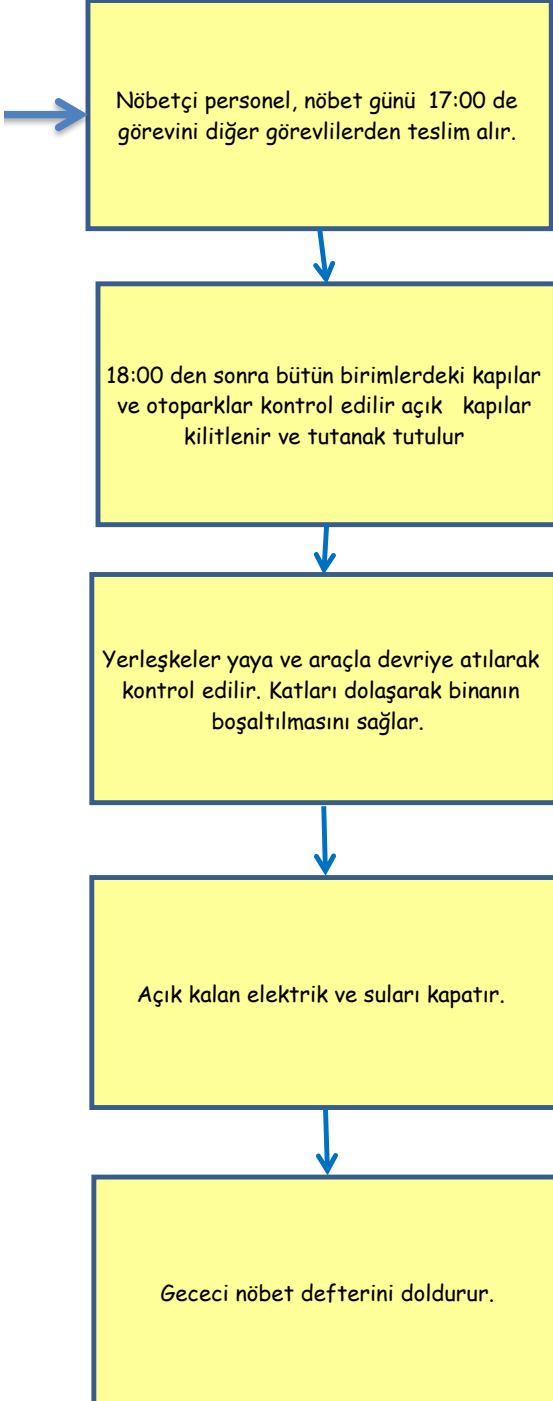 Nöbetçi personel, nöbet günü  17:00 de
görevini diğer görevlilerden teslim alır.
18:00 den sonra bütün birimlerdeki kapılar
ve otoparklar kontrol edilir açık   kapılar
kilitlenir ve tutanak tutulur
Yerleşkeler yaya ve araçla devriye atılarak
kontrol edilir. Katları dolaşarak binanın
boşaltılmasını sağlar.
Açık kalan elektrik ve suları kapatır.
Gececi nöbet defterini doldurur.